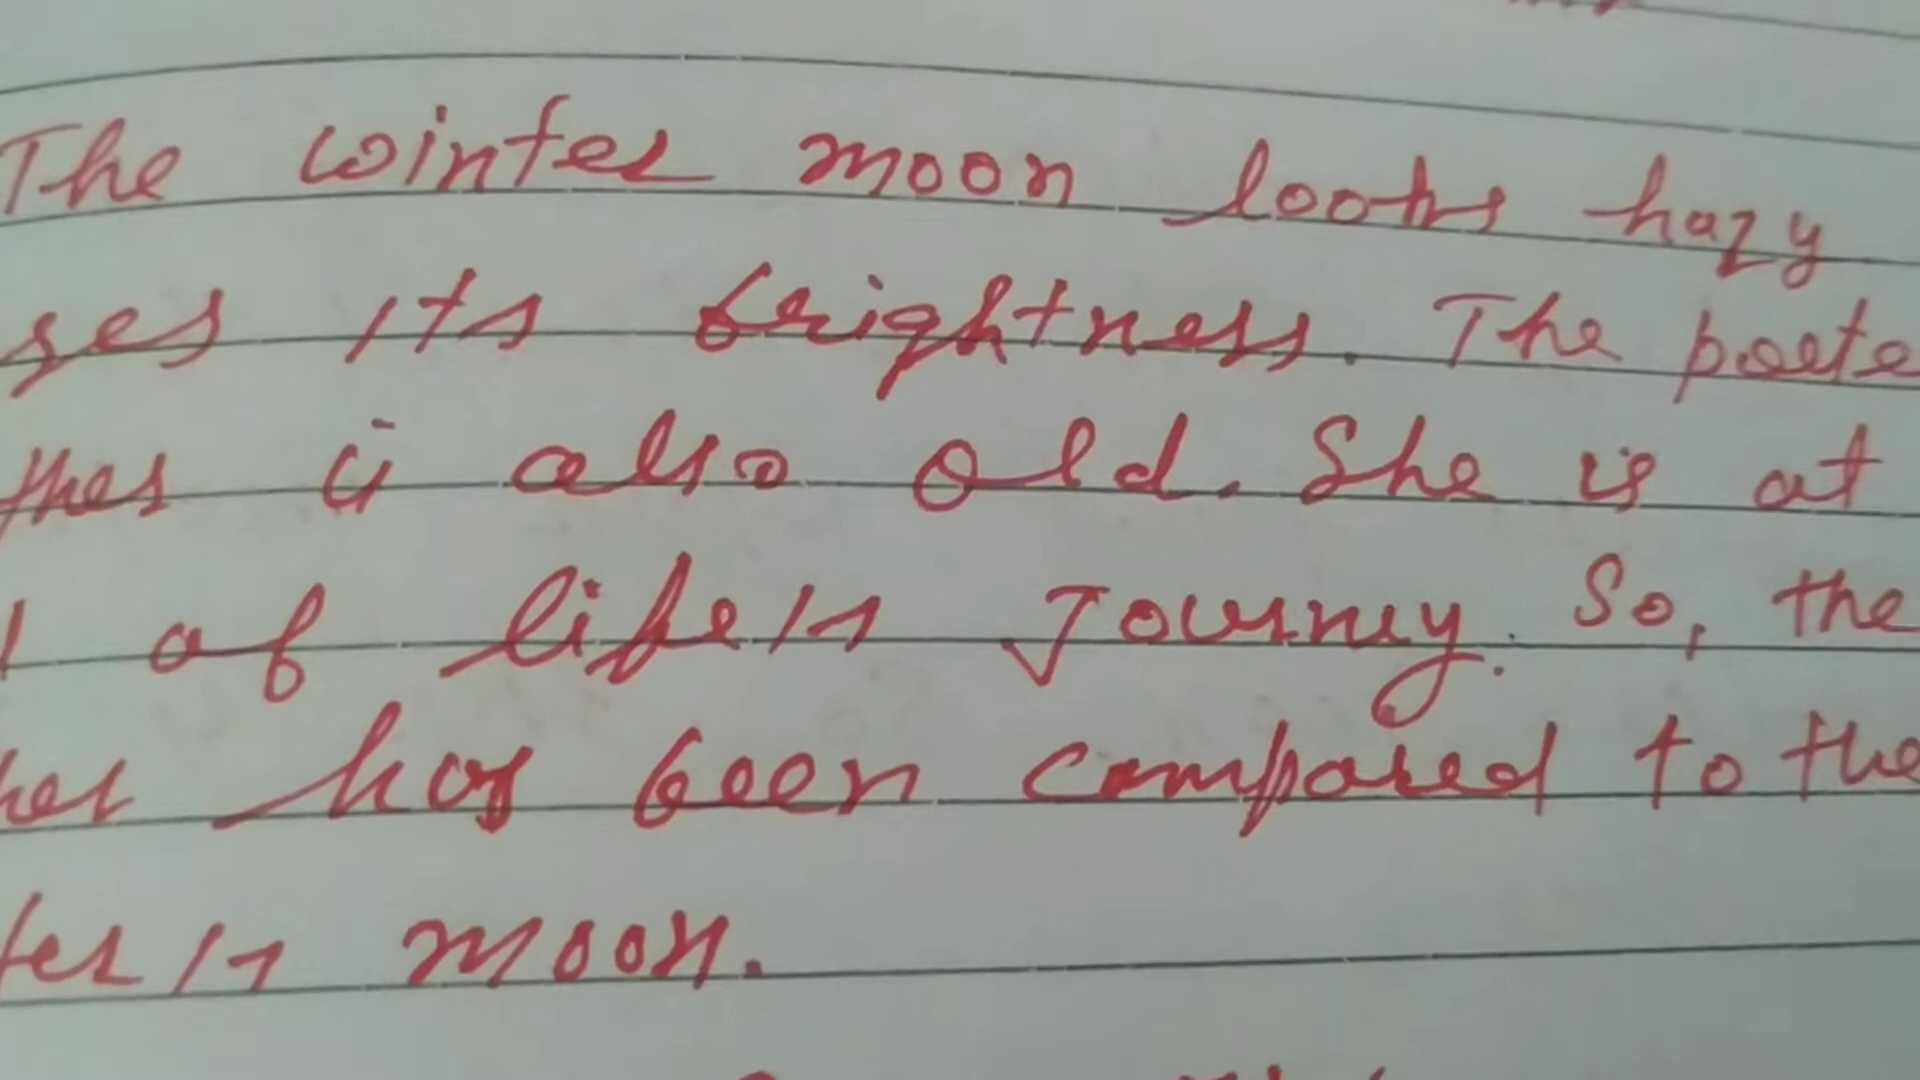 The winter moon looks hazy
ses its brightness. The poete
ther is also old. She is at
of life's Journey. So, the
her has been compared to the
ter's moon.